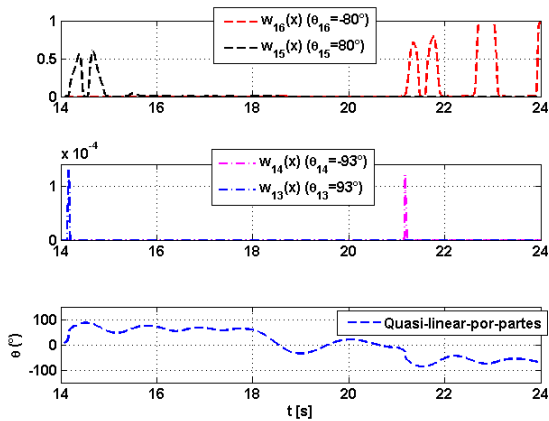 1
0.5
0
w16(x) (θ16=-80°)
w15(x) (θ15=80°)
14 16 18 20 22 24
x 10-4
1
0
w14(x) (θ14=-93°)
w13(x) (θ13=93°)
14 16 18 20 22 24
100
0
-100
θ (°)
Quasi-linear-por-partes
14 16 18 20 22 24
t [s]